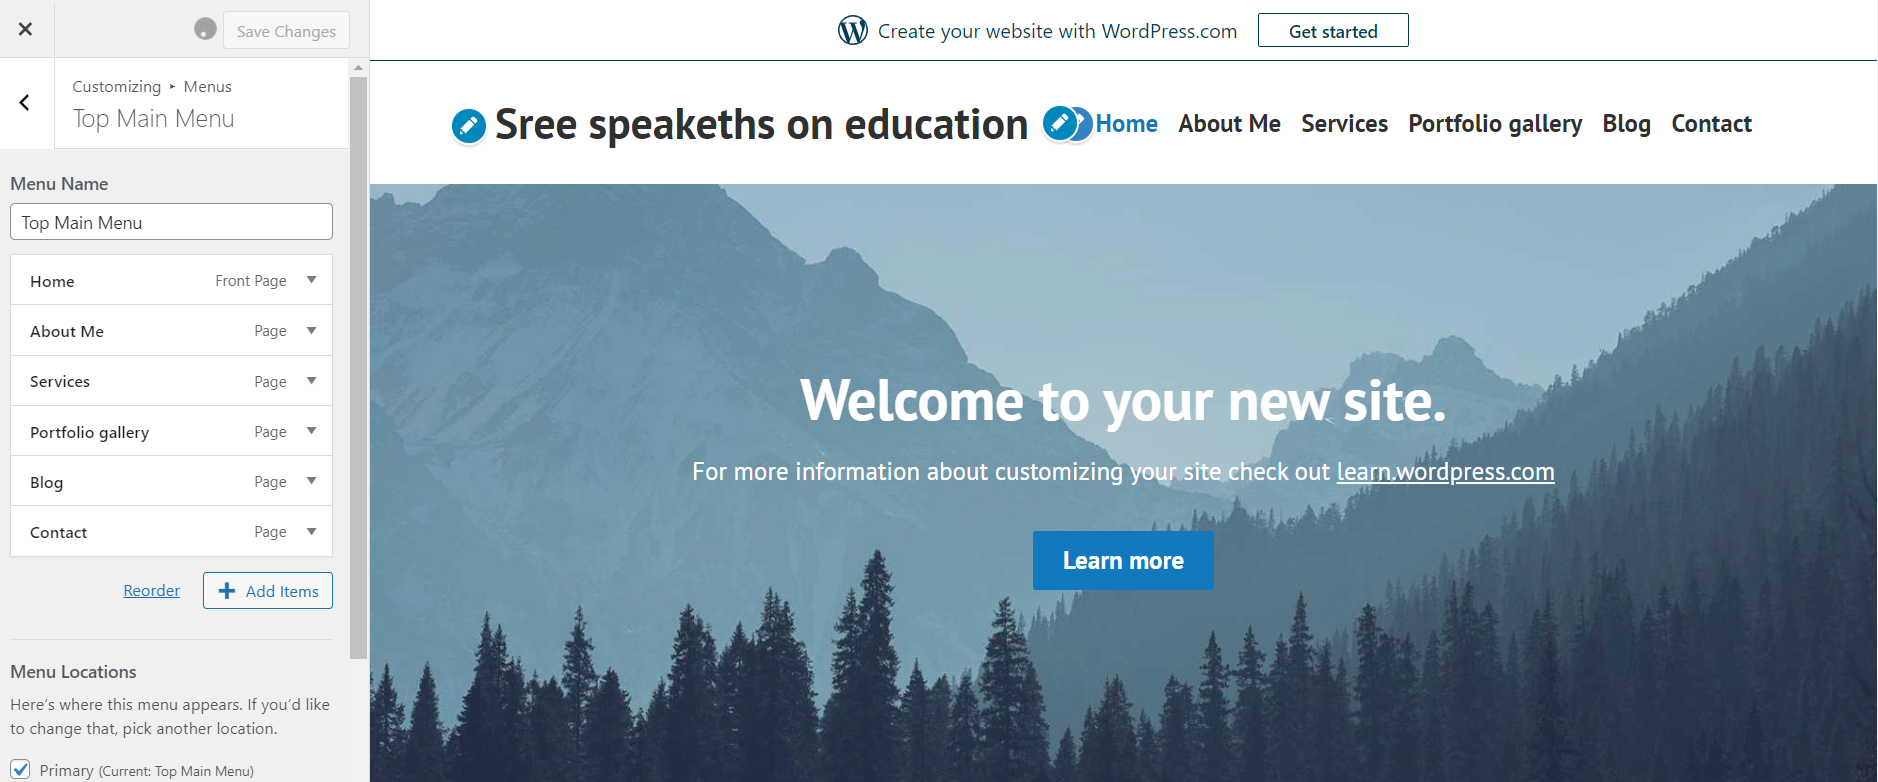 Save Changes
Customizing ▸ Menus
Top Main Menu
Menu Name
Top Main Menu
Home Front Page
About Me Page
Services Page
Portfolio gallery Page
Blog Page
Contact Page
Reorder + Add Items
Menu Locations
Here's where this menu appears. If you'd like
to change that, pick another location.
Primary (Current: Top Main Menu)
Create your website with WordPress.com Get started
Sree speakeths on education Home About Me Services Portfolio gallery Blog Contact
Welcome to your new site.
For more information about customizing your site check out learn.wordpress.com
Learn more